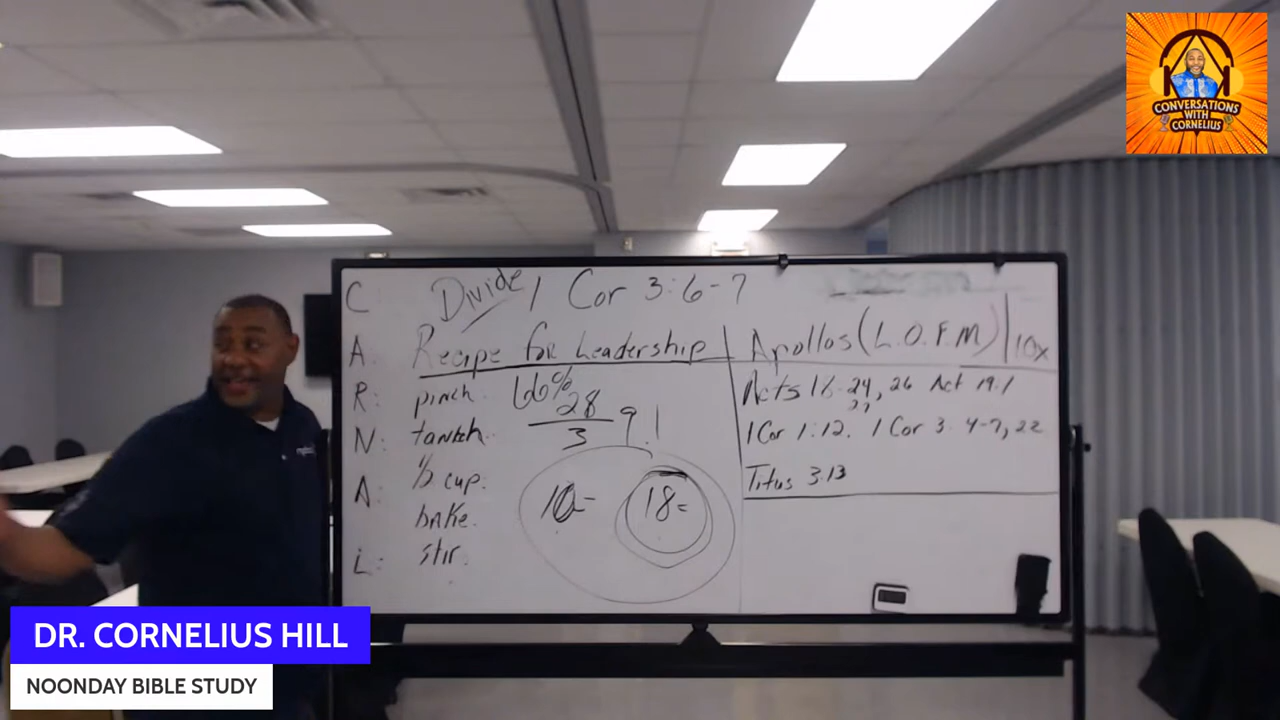 CONVERSATIONS
WITH
CORNELIUS
C Divide 1 Cor 3:6-7
A. Recipe for Leadership Apollos (L.O.F.M) 10x
R: pinch. 66%
28
3
9.1
N:
A: 1/2 cup.
bake.
L: stir.
10=
18=
Acts 18-24, 26 Act 19:1
27
1 Cor 1:12. 1 Cor 3: 4-7, 22
Titus 3:13
DR. CORNELIUS HILL
NOONDAY BIBLE STUDY